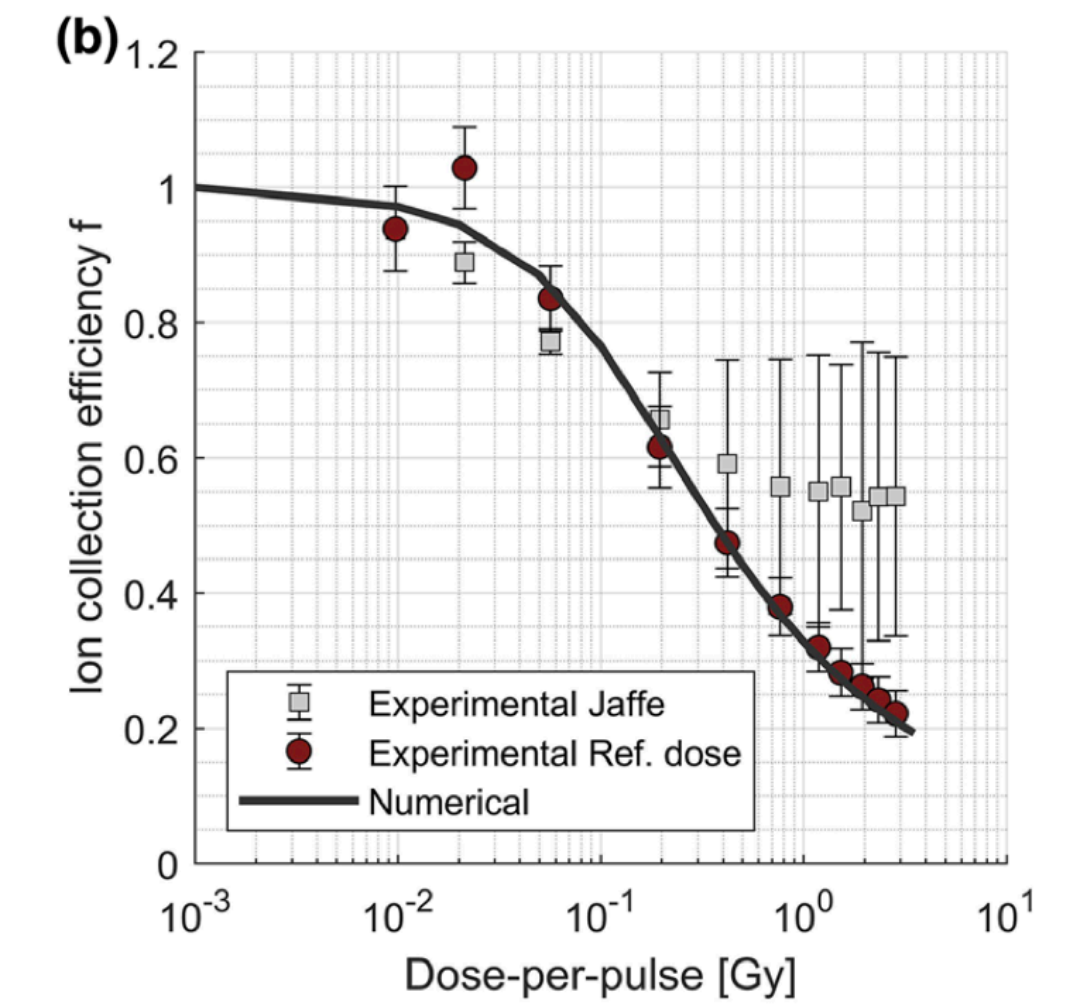 (b)
1.2
1
0.8
0.6
0.4
0.2
0
Ion collection efficiency f
Experimental Jaffe
Experimental Ref. dose
Numerical
10⁻³ 10⁻² 10⁻¹ 10⁰ 10¹
Dose-per-pulse [Gy]